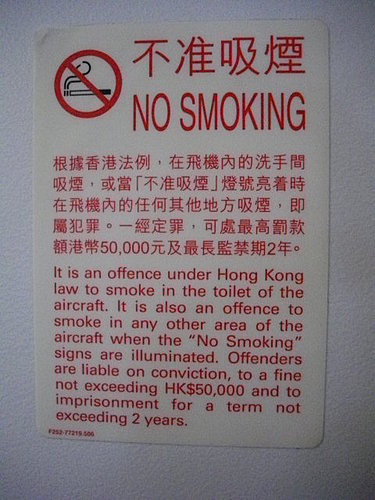 不准吸煙
NO SMOKING
根據香港法例，在飛機內的洗手間
吸煙，或當「不准吸煙」燈號亮着時
在飛機內的任何其他地方吸煙，即
屬犯罪。一經定罪，可處最高罰款
額港幣50,000元及最長監禁期2年。
It is an offence under Hong Kong
law to smoke in the toilet of the
aircraft. It is also an offence to
smoke in any other area of the
aircraft when the “No Smoking”
signs are illuminated. Offenders
are liable on conviction, to a fine
not exceeding HK$50,000 and to
imprisonment for a term not
exceeding 2 years.
F252-77219.506